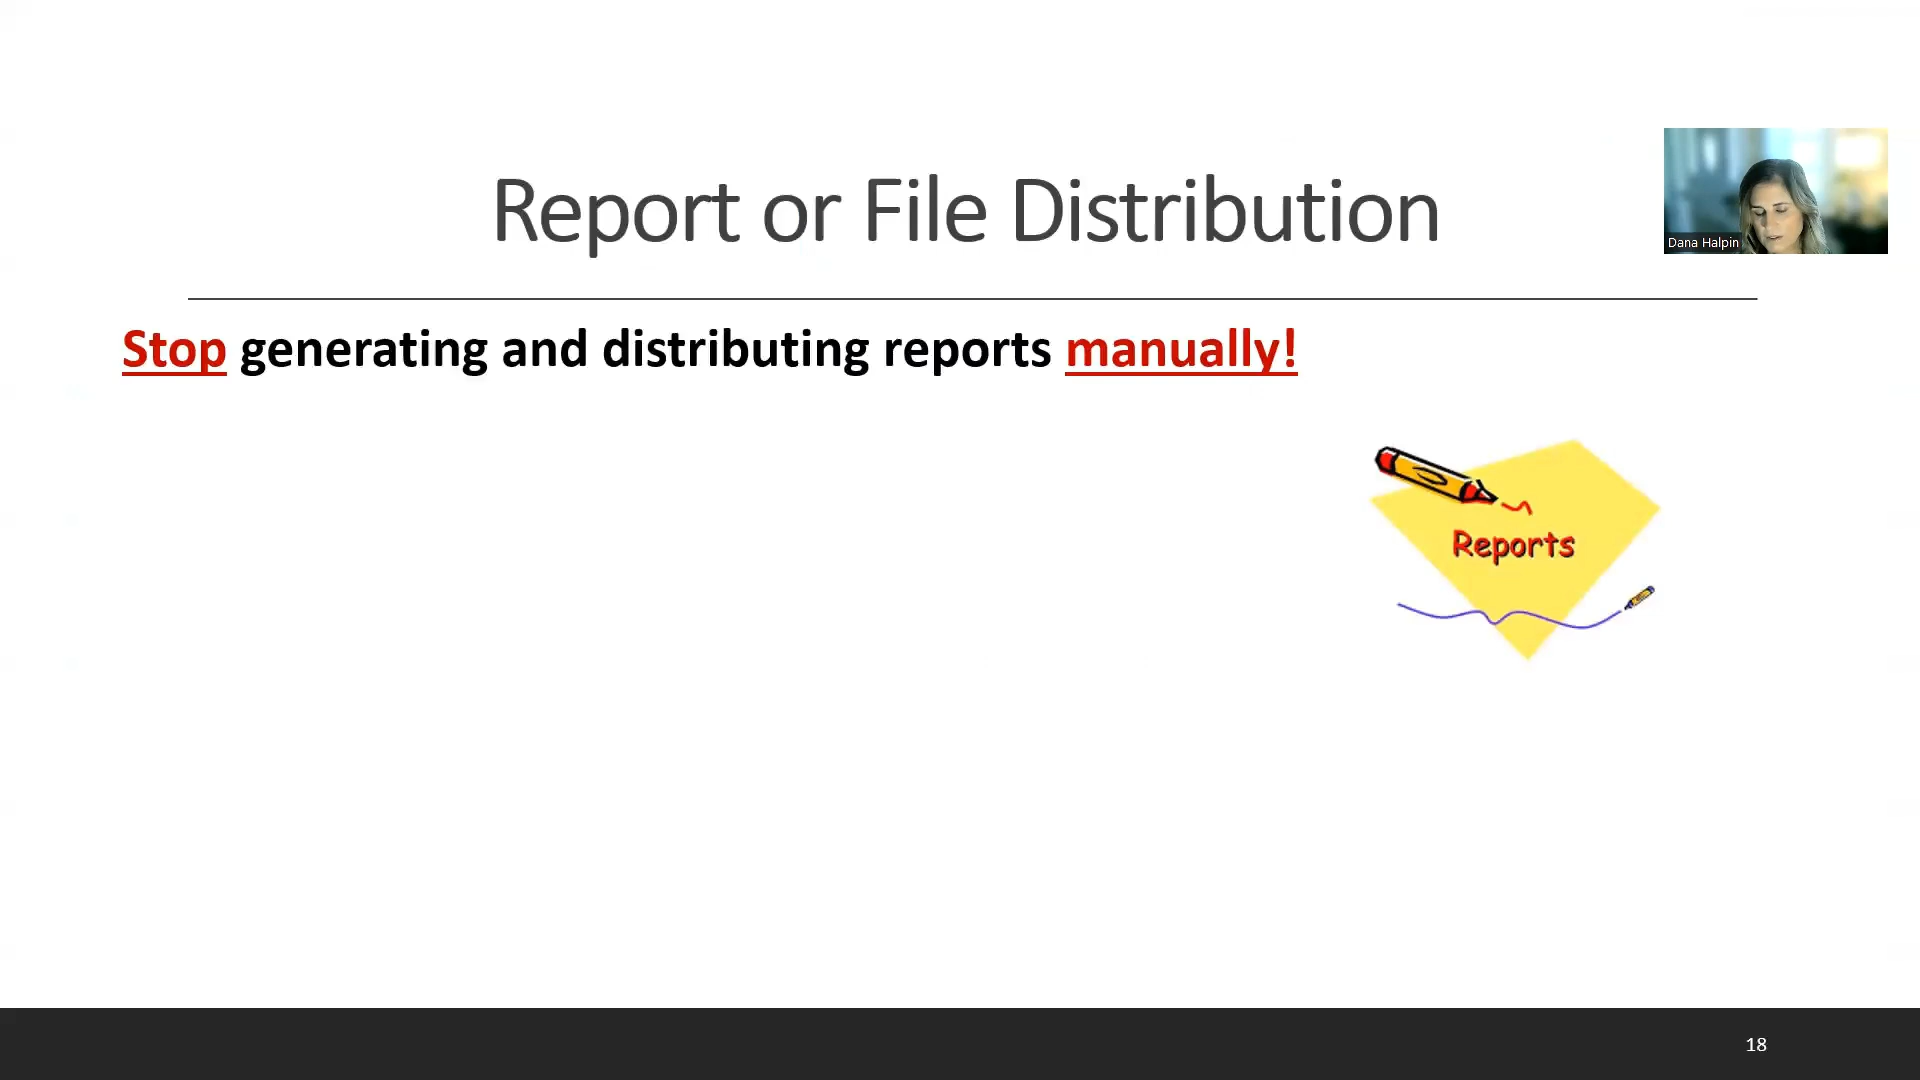 Report or File Distribution
Dana Halpin
Stop generating and distributing reports manually!
Reports
18